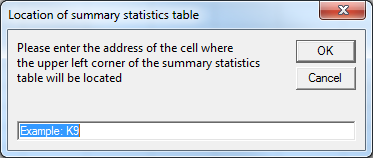 Location of summary statistics table
Please enter the address of the cell where
the upper left corner of the summary statistics
table will be located
OK
Cancel
Example: K9